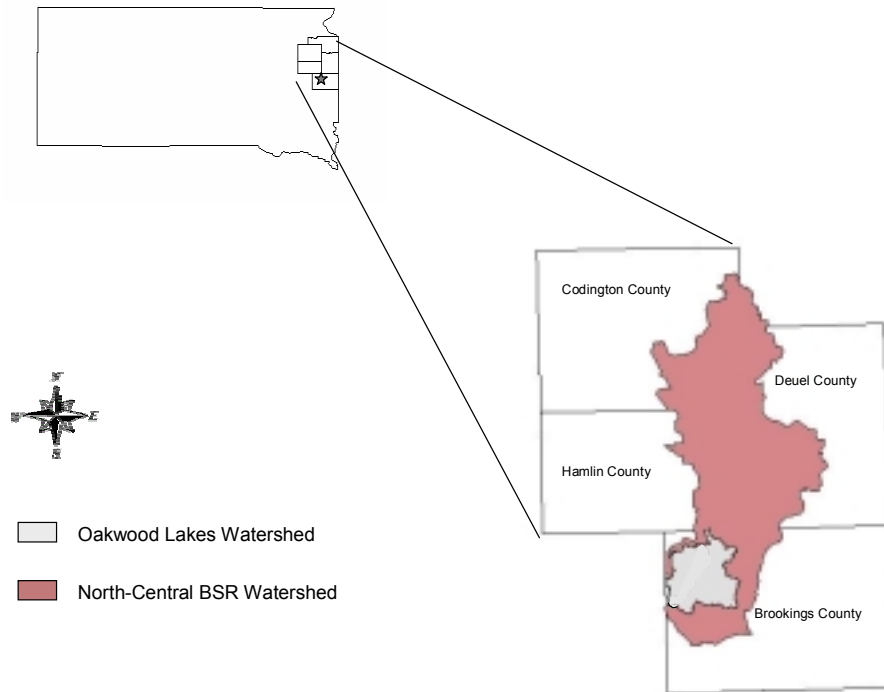 Codington County
Deuel County
E
Hamlin County
Oakwood Lakes Watershed
North-Central BSR Watershed
Brookings County